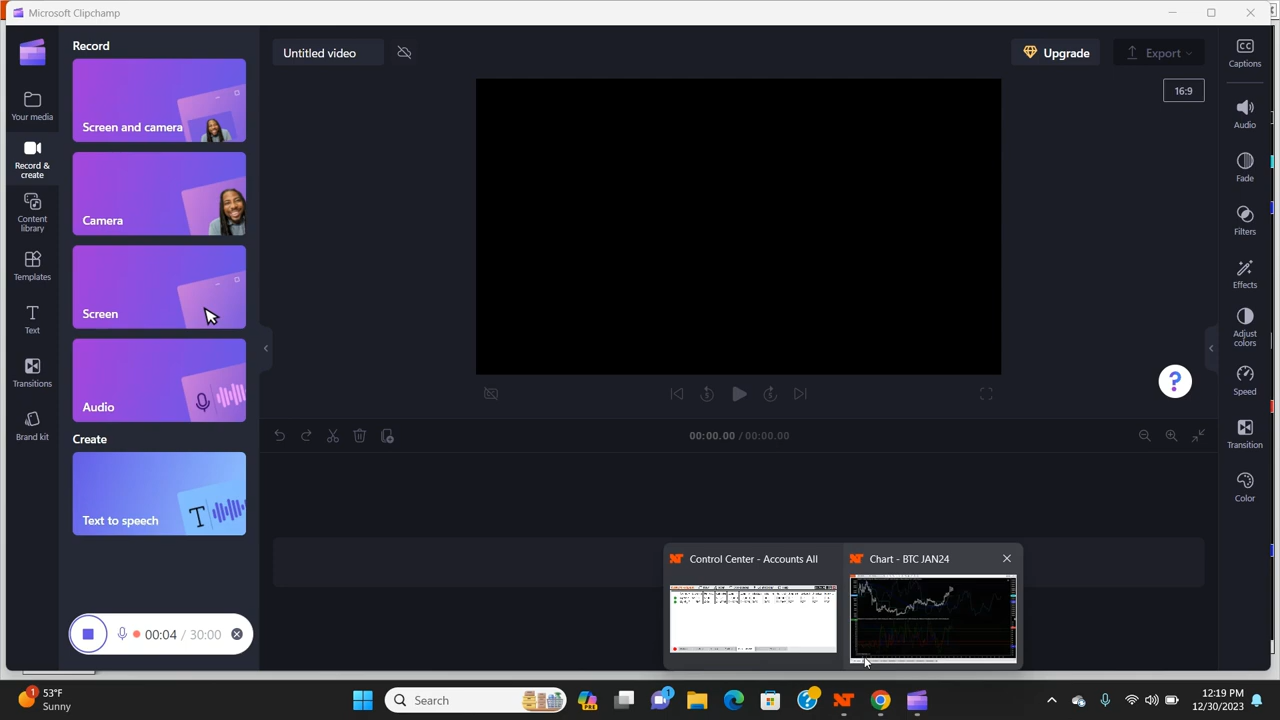 Microsoft Clipchamp
Record
Untitled video
Upgrade
Export
Captions
16:9
Your media
Screen and camera
Audio
Record &
create
Fade
Content
library
Camera
Filters
Templates
Effects
Text
Screen
Adjust
colors
Transitions
Speed
Audio
Brand kit
Create
00:00.00 / 00:00.00
Transition
Text to speech
Color
Control Center - Accounts All
Chart - BTC JAN24
00:04 / 30:00
1
53°F
Sunny
Search
PRE
1
12:19 PM
12/30/2023